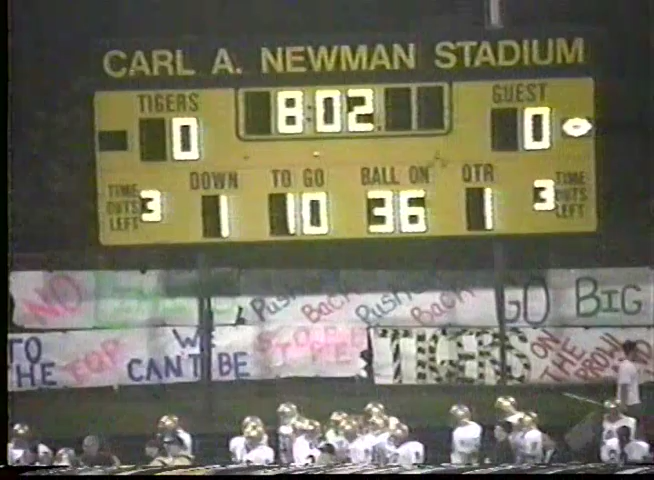 CARL A. NEWMAN STADIUM
TIGERS 8:02 GUEST
0 0
DOWN TO GO BALL ON QTR
TIME OUTS LEFT 3 1 10 36 1 3 TIME OUTS LEFT
NO Push Back Push Back GO BIG
TO THE TOP WE CAN'T BE STOPPED TIGERS ON THE PROWL